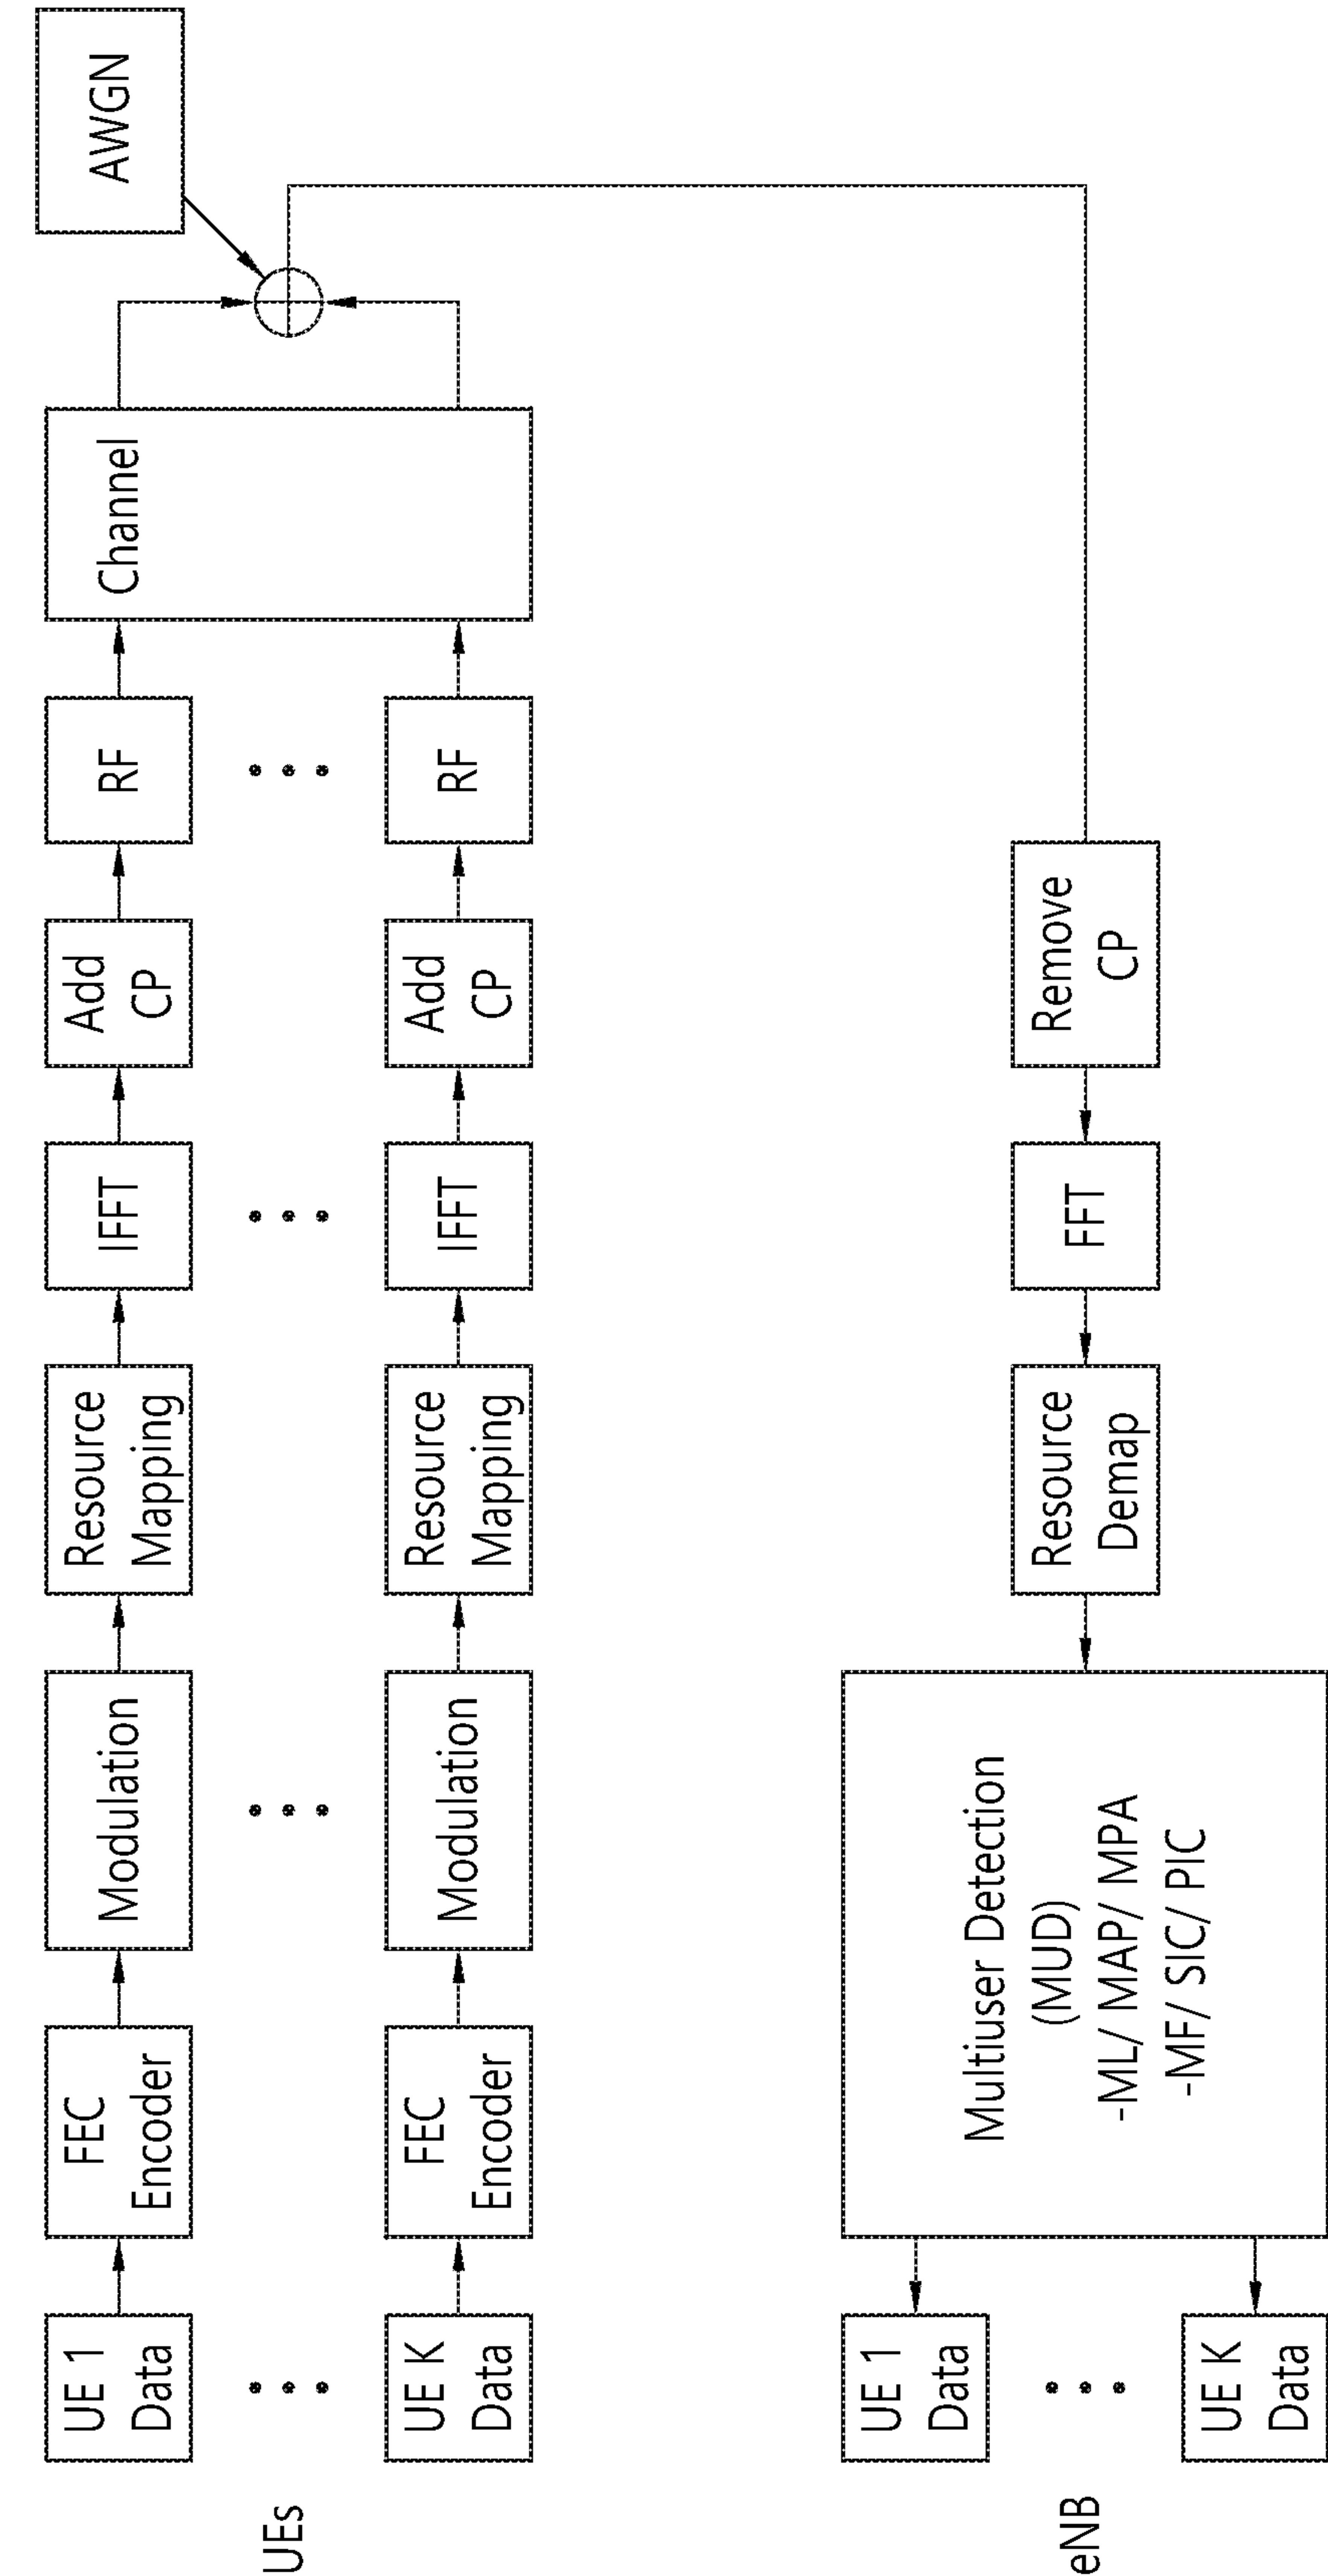 UEs
UE 1
Data
FEC
Encoder
Modulation
Resource
Mapping
IFFT
Add
CP
RF
Channel
AWGN
UE K
Data
FEC
Encoder
Modulation
Resource
Mapping
IFFT
Add
CP
RF
eNB
UE 1
Data
UE K
Data
Multiuser Detection
(MUD)
-ML/ MAP/ MPA
-MF/ SIC/ PIC
Resource
Demap
FFT
Remove
CP